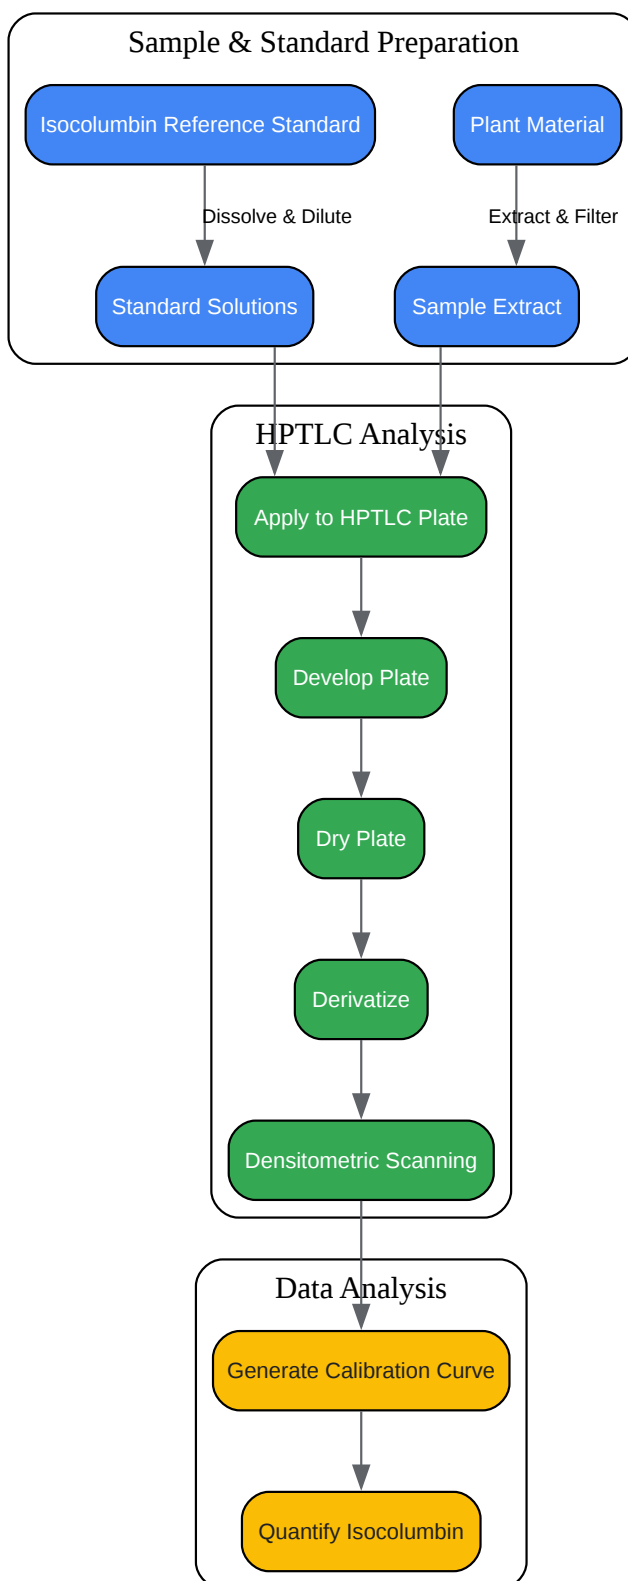 Sample & Standard Preparation
Isocolumbin Reference Standard
Plant Material
Dissolve & Dilute
Extract & Filter
Standard Solutions
Sample Extract
HPTLC Analysis
Apply to HPTLC Plate
Develop Plate
Dry Plate
Derivatize
Densitometric Scanning
Data Analysis
Generate Calibration Curve
Quantify Isocolumbin